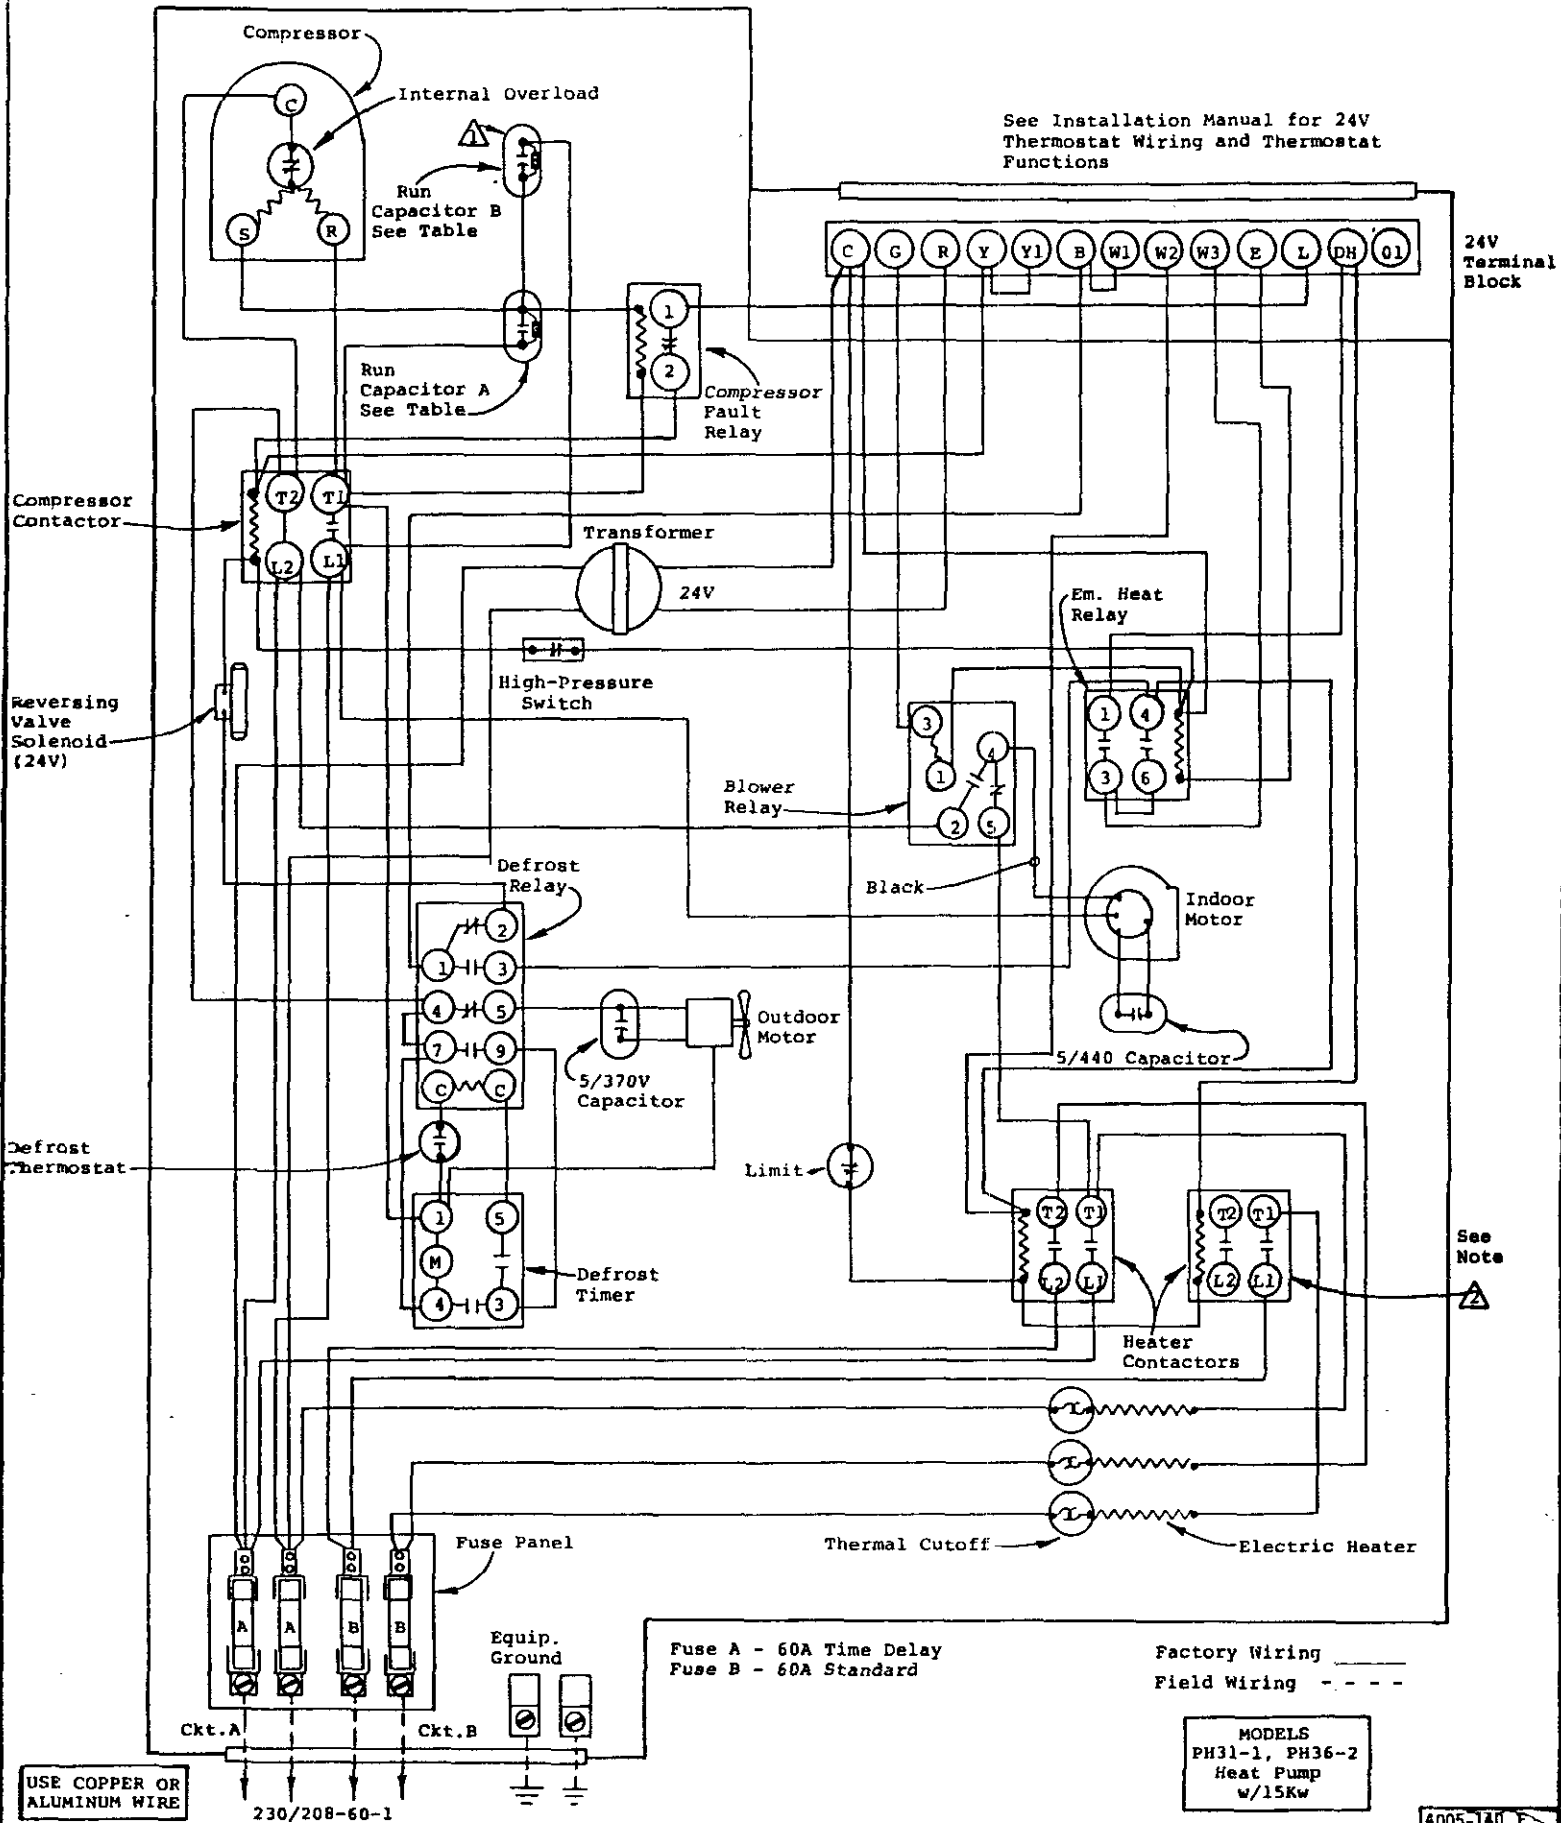 Compressor
Internal Overload
C
S
R
1
Run
Capacitor B
See Table
Run
Capacitor A
See Table
See Installation Manual for 24V
Thermostat Wiring and Thermostat
Functions
C G R Y Y1 B W1 W2 W3 E L DH 01
24V
Terminal
Block
1
2
Compressor
Fault
Relay
Compressor
Contactor
T2 T1
L2 L1
Transformer
24V
High-Pressure
Switch
Reversing
Valve
Solenoid
(24V)
Em. Heat
Relay
1 4
3 6
3
4
1
2 5
Blower
Relay
Black
Indoor
Motor
5/440 Capacitor
Defrost
Relay
2
1 3
4 5
7 9
C C
Outdoor
Motor
5/370V
Capacitor
Defrost
Thermostat
1 5
M
4 3
Defrost
Timer
Limit
T2 T1
L2 L1
T2 T1
L2 L1
Heater
Contactors
See
Note
2
Thermal Cutoff
Electric Heater
Fuse Panel
A A B B
Equip.
Ground
Fuse A - 60A Time Delay
Fuse B - 60A Standard
Factory Wiring
Field Wiring
Ckt.A
Ckt.B
USE COPPER OR
ALUMINUM WIRE
230/208-60-1
MODELS
PH31-1, PH36-2
Heat Pump
w/15Kw